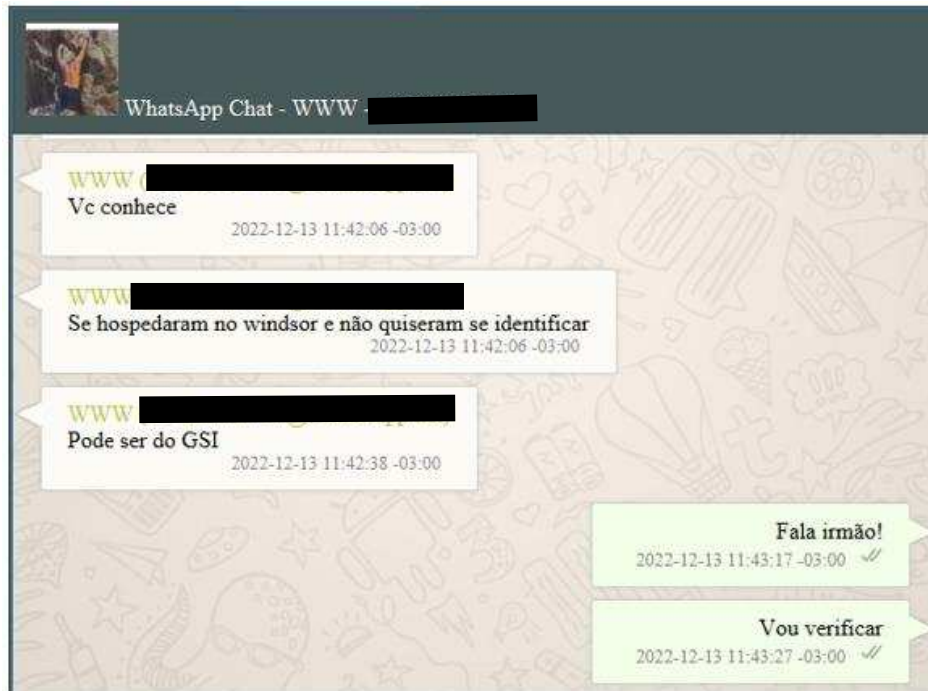 WhatsApp Chat - WWW -
WWW (
Vc conhece
2022-12-13 11:42:06 -03:00
WWW
Se hospedaram no windsor e não quiseram se identificar
2022-12-13 11:42:06 -03:00
WWW
Pode ser do GSI
2022-12-13 11:42:38 -03:00
Fala irmão!
2022-12-13 11:43:17 -03:00
Vou verificar
2022-12-13 11:43:27 -03:00